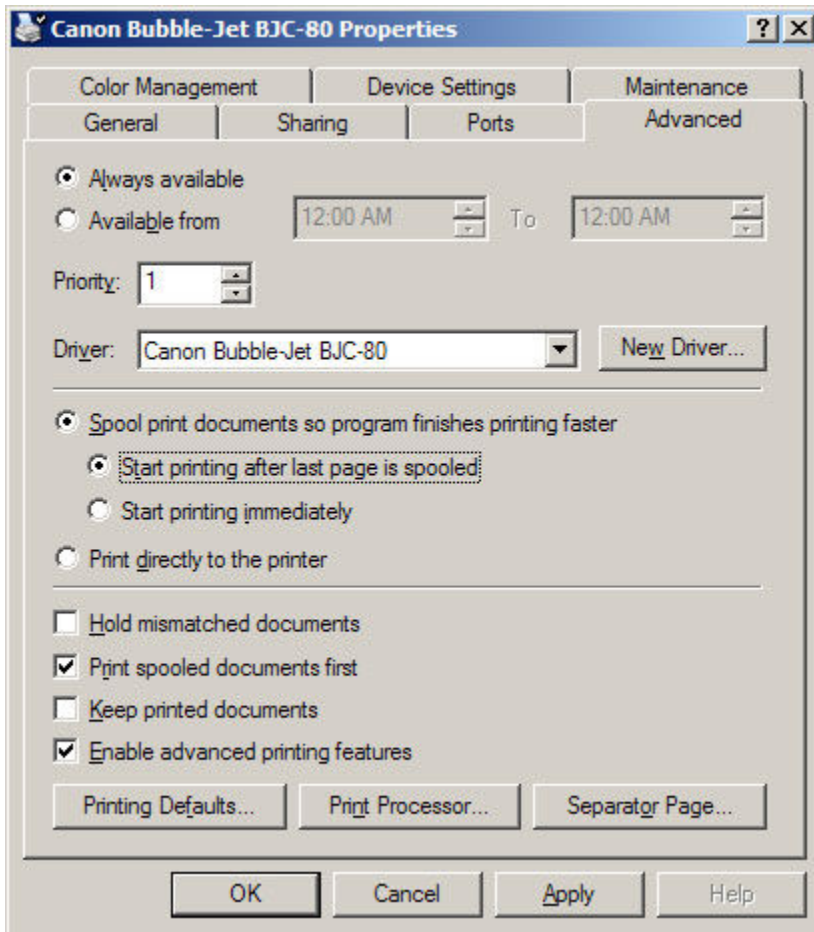 Canon Bubble-Jet BJC-80 Properties
Color Management Device Settings Maintenance
General Sharing Ports Advanced
Always available
Available from 12:00 AM To 12:00 AM
Priority: 1
Driver: Canon Bubble-Jet BJC-80 New Driver...
Spool print documents so program finishes printing faster
Start printing after last page is spooled
Start printing immediately
Print directly to the printer
Hold mismatched documents
Print spooled documents first
Keep printed documents
Enable advanced printing features
Printing Defaults... Print Processor... Separator Page...
OK Cancel Apply Help